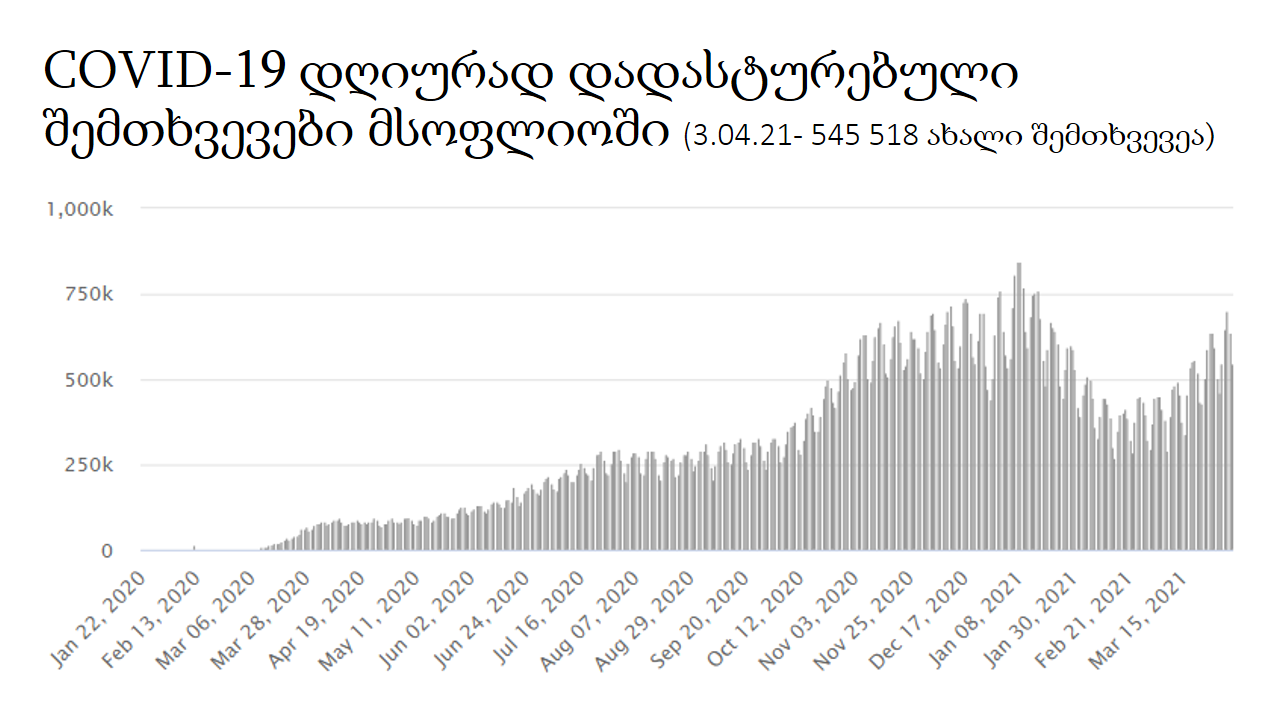 COVID-19 დღიურად დადასტურებული
შემთხვევები მსოფლიოში (3.04.21- 545 518 ახალი შემთხვევეა)
1,000k
750k
500k
250k
0
Jan 22, 2020
Feb 13, 2020
Mar 06, 2020
Mar 28, 2020
Apr 19, 2020
May 11, 2020
Jun 02, 2020
Jun 24, 2020
Jul 16, 2020
Aug 07, 2020
Aug 29, 2020
Sep 20, 2020
Oct 12, 2020
Nov 03, 2020
Nov 25, 2020
Dec 17, 2020
Jan 08, 2021
Jan 30, 2021
Feb 21, 2021
Mar 15, 2021